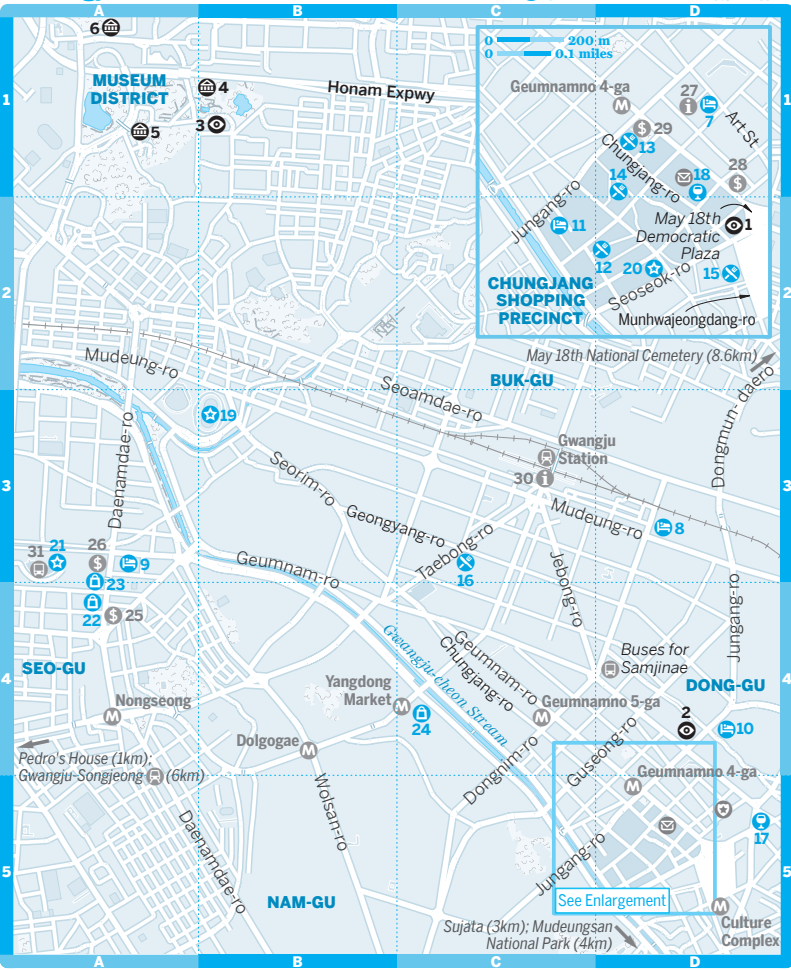 A
B
C
D
6
MUSEUM
DISTRICT
4
Honam Expwy
1
3
5
0
200 m
0
0.1 miles
Geumnamno 4-ga
27
7
Art St
29
13
Chungjang-ro
14
18
28
Jungang-ro
11
May 18th
Democratic
Plaza
1
12
20
15
Seoseok-ro
CHUNGJANG
SHOPPING
PRECINCT
Munhwajeongdang-ro
2
2
May 18th National Cemetery (8.6km)
Mudeung-ro
BUK-GU
Seoamdae-ro
Dongmun- daero
19
Daenamdae-ro
Gwangju
Station
30
Seorim-ro
3
3
Geongyang-ro
Mudeung-ro
8
Taebong-ro
31
21
26
9
Geumnam-ro
16
Jebong-ro
23
22
25
Jungang-ro
Gwangju-cheon Stream
Geumnam-ro
Chungjang-ro
Buses for
Samjinae
SEO-GU
4
4
DONG-GU
Yangdong
Market
Nongseong
24
Geumnamno 5-ga
2
10
Dolgogae
Guseong-ro
Pedro's House (1km);
Gwangju-Songjeong (6km)
Dongnim-ro
Geumnamno 4-ga
Wolsan-ro
Daenamdae-ro
17
5
5
Jungang-ro
NAM-GU
See Enlargement
Sujata (3km); Mudeungsan
National Park (4km)
Culture
Complex
A
B
C
D